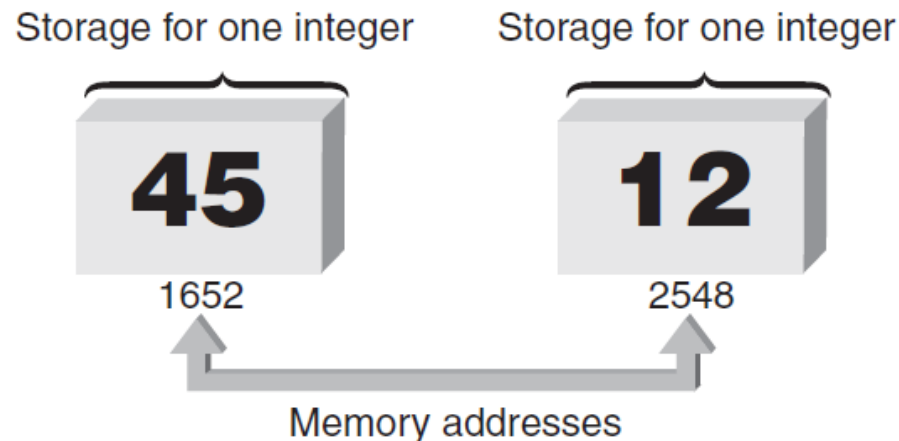 Storage for one integer
Storage for one integer
45
12
1652
2548
Memory addresses